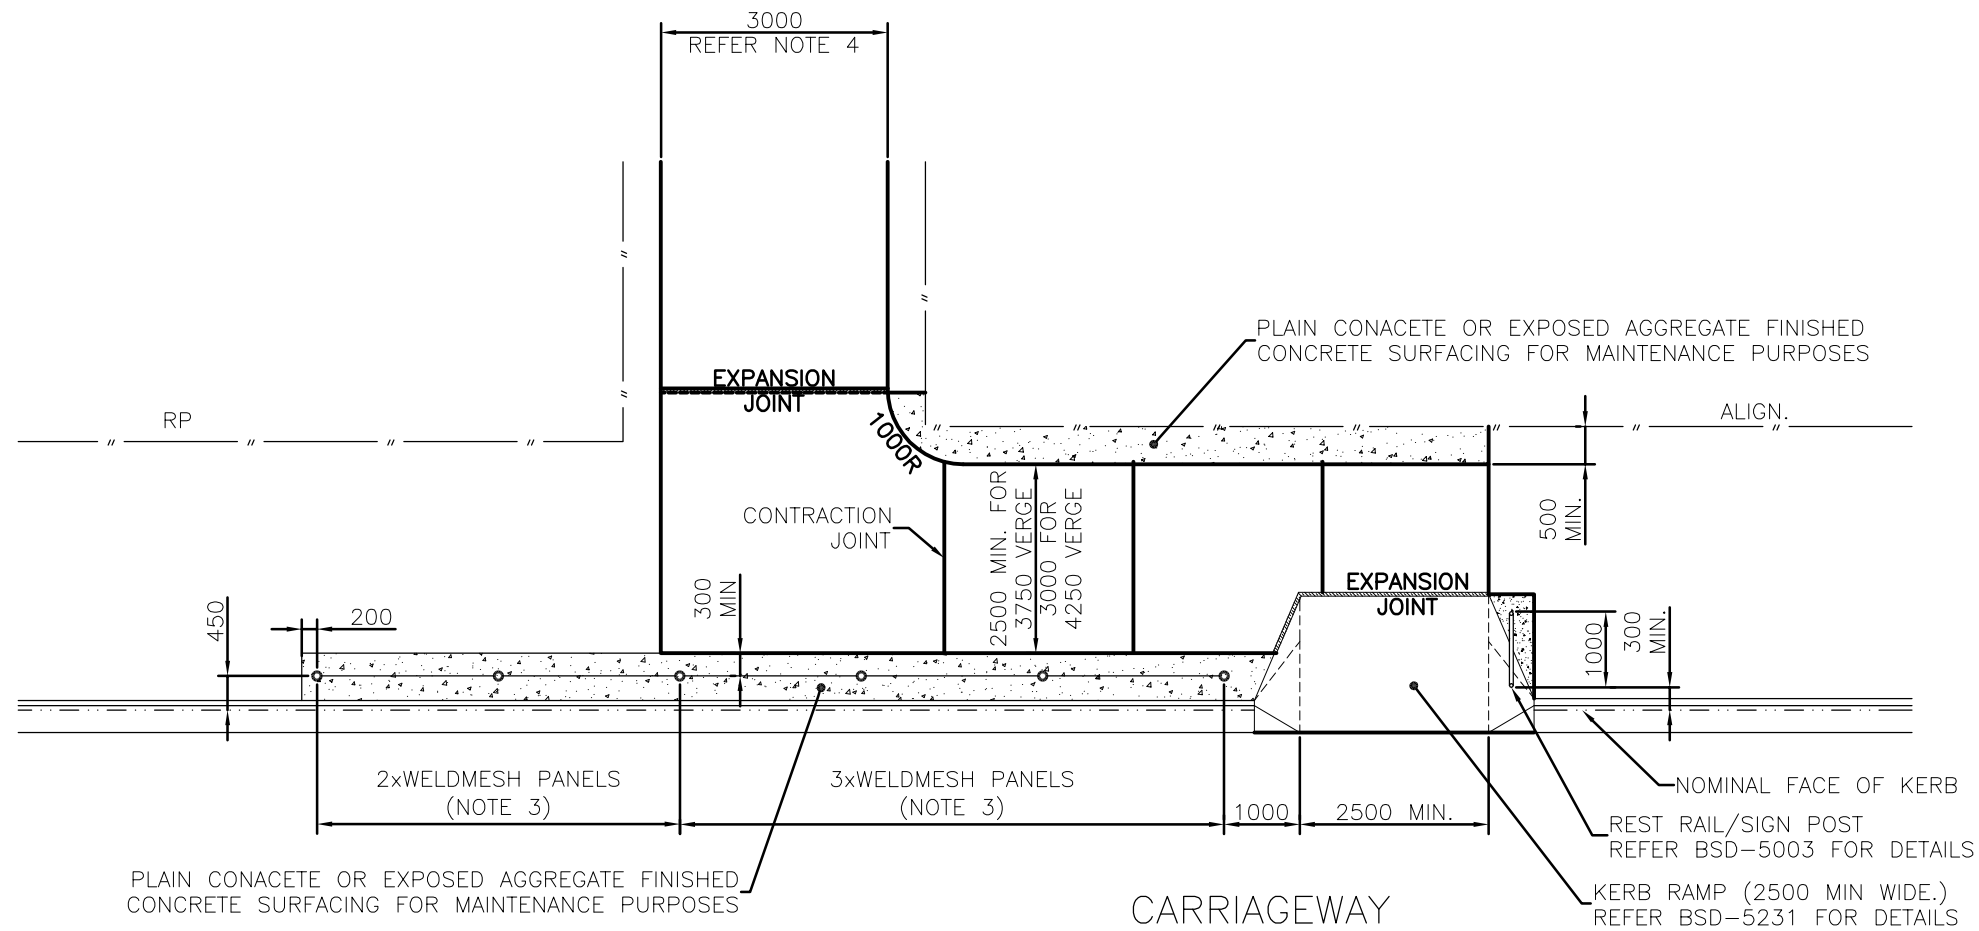 3000
REFER NOTE 4
PLAIN CONACETE OR EXPOSED AGGREGATE FINISHED
CONCRETE SURFACING FOR MAINTENANCE PURPOSES
EXPANSION
JOINT
RP
ALIGN.
1000R
CONTRACTION
JOINT
2500 MIN. FOR
3750 VERGE
3000 FOR
4250 VERGE
500
MIN.
300
MIN
EXPANSION
JOINT
450
200
1000
300
MIN.
2xWELDMESH PANELS
(NOTE 3)
3xWELDMESH PANELS
(NOTE 3)
1000
2500 MIN.
NOMINAL FACE OF KERB
REST RAIL/SIGN POST
REFER BSD-5003 FOR DETAILS
PLAIN CONACETE OR EXPOSED AGGREGATE FINISHED
CONCRETE SURFACING FOR MAINTENANCE PURPOSES
CARRIAGEWAY
KERB RAMP (2500 MIN WIDE.)
REFER BSD-5231 FOR DETAILS